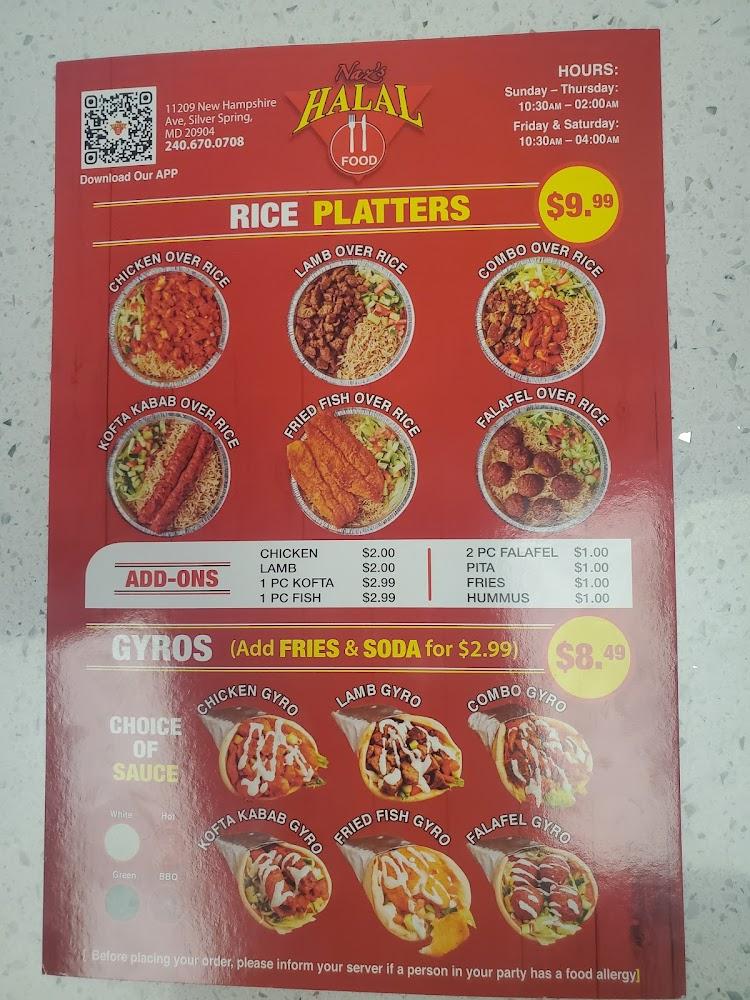 Download Our APP
11209 New Hampshire
Ave, Silver Spring,
MD 20904
240.670.0708
Naz's
HALAL
FOOD
HOURS:
Sunday – Thursday:
10:30AM – 02:00AM
Friday & Saturday:
10:30AM – 04:00AM
RICE PLATTERS
$9.99
CHICKEN OVER RICE
LAMB OVER RICE
COMBO OVER RICE
KOFTA KABAB OVER RICE
FRIED FISH OVER RICE
FALAFEL OVER RICE
ADD-ONS
CHICKEN $2.00
LAMB $2.00
1 PC KOFTA $2.99
1 PC FISH $2.99
2 PC FALAFEL $1.00
PITA $1.00
FRIES $1.00
HUMMUS $1.00
GYROS (Add FRIES & SODA for $2.99)
$8.49
CHICKEN GYRO
LAMB GYRO
COMBO GYRO
CHOICE
OF
SAUCE
White Hot
Green BBQ
KOFTA KABAB GYRO
FRIED FISH GYRO
FALAFEL GYRO
[ Before placing your order, please inform your server if a person in your party has a food allergy]